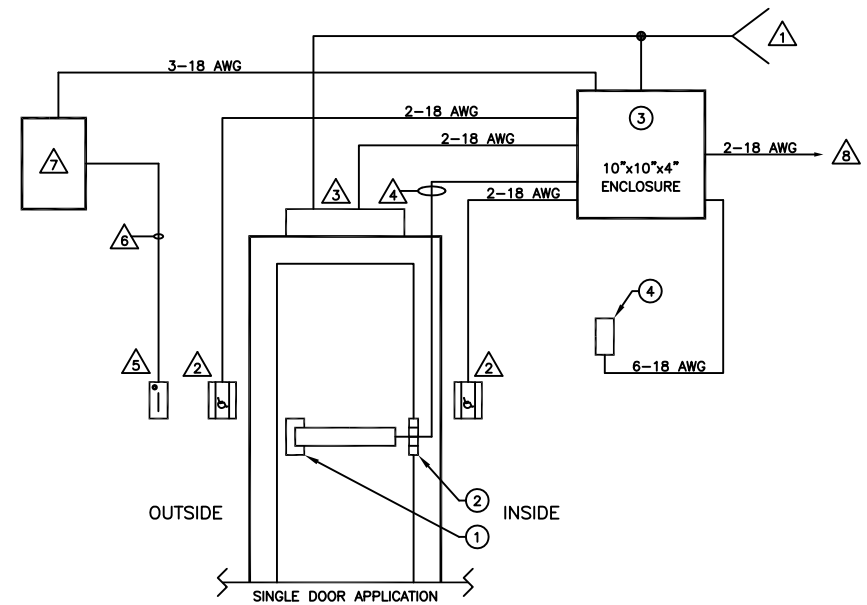 1
3-18 AWG
2-18 AWG
3
2-18 AWG
10"x10"x4"
ENCLOSURE
2-18 AWG
8
7
3
4
2-18 AWG
6
4
5
2
2
6-18 AWG
2
OUTSIDE
INSIDE
1
SINGLE DOOR APPLICATION